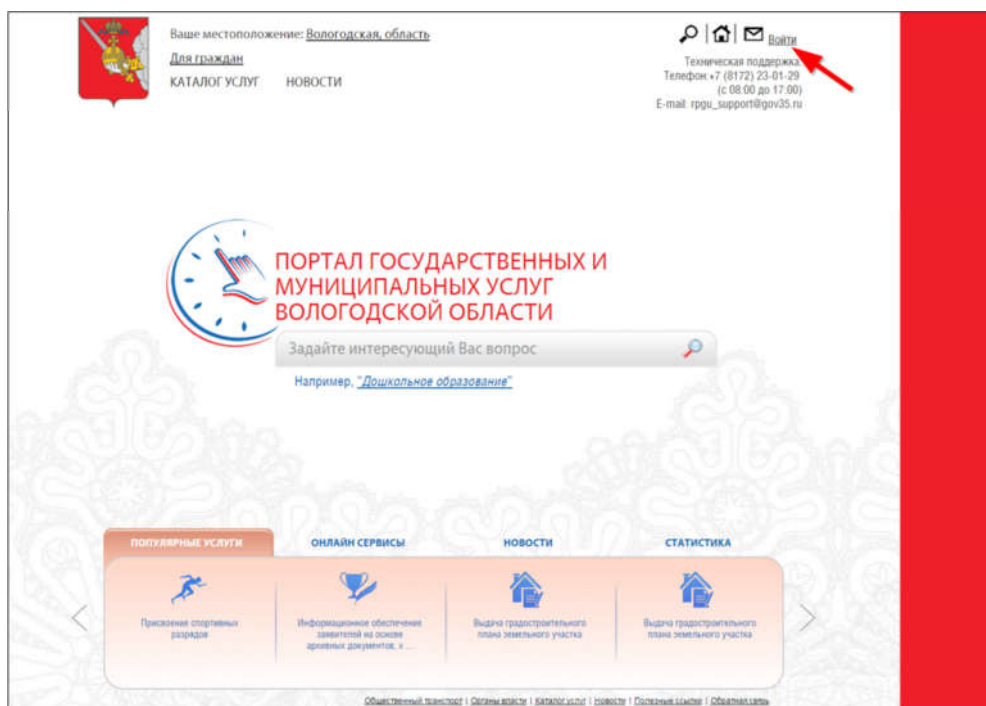 Ваше местоположение: Вологодская, область
Для граждан
КАТАЛОГ УСЛУГ НОВОСТИ
Войти
Техническая поддержка
Телефон +7 (8172) 23-01-29
(с 08:00 до 17:00)
E-mail: rpgu_support@gov35.ru
ПОРТАЛ ГОСУДАРСТВЕННЫХ И
МУНИЦИПАЛЬНЫХ УСЛУГ
ВОЛОГОДСКОЙ ОБЛАСТИ
Задайте интересующий Вас вопрос
Например, "Дошкольное образование"
ПОПУЛЯРНЫЕ УСЛУГИ ОНЛАЙН СЕРВИСЫ НОВОСТИ СТАТИСТИКА
Присвоение спортивных
разрядов
Информационное обеспечение
заявителей на основе
архивных документов, х ...
Выдача градостроительного
плана земельного участка
Выдача градостроительного
плана земельного участка
Общественный транспорт | Органы власти | Каталог услуг | Новости | Полезные ссылки | Обратная связь